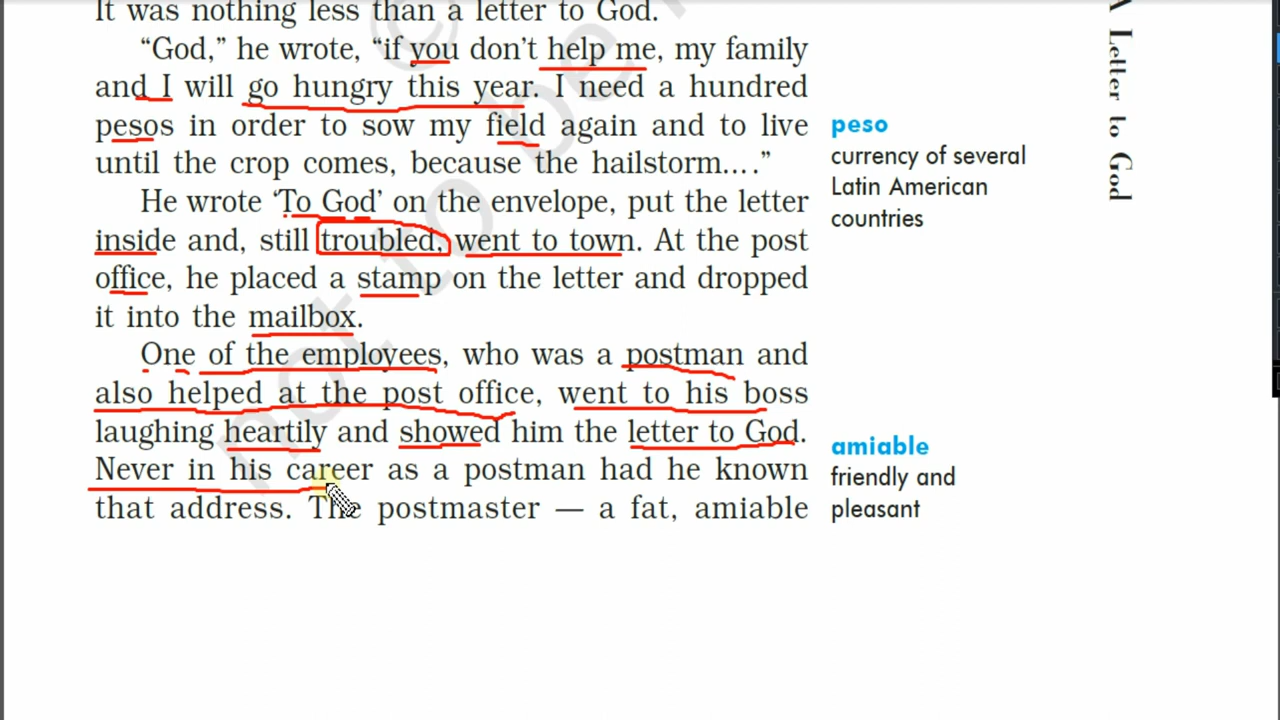 It was nothing less than a letter to God.
“God,” he wrote, “if you don’t help me, my family
and I will go hungry this year. I need a hundred
pesos in order to sow my field again and to live
until the crop comes, because the hailstorm....”
He wrote ‘To God’ on the envelope, put the letter
inside and, still troubled, went to town. At the post
office, he placed a stamp on the letter and dropped
it into the mailbox.
One of the employees, who was a postman and
also helped at the post office, went to his boss
laughing heartily and showed him the letter to God.
Never in his career as a postman had he known
that address. The postmaster — a fat, amiable
peso
currency of several
Latin American
countries
amiable
friendly and
pleasant
A Letter to God
© not to be